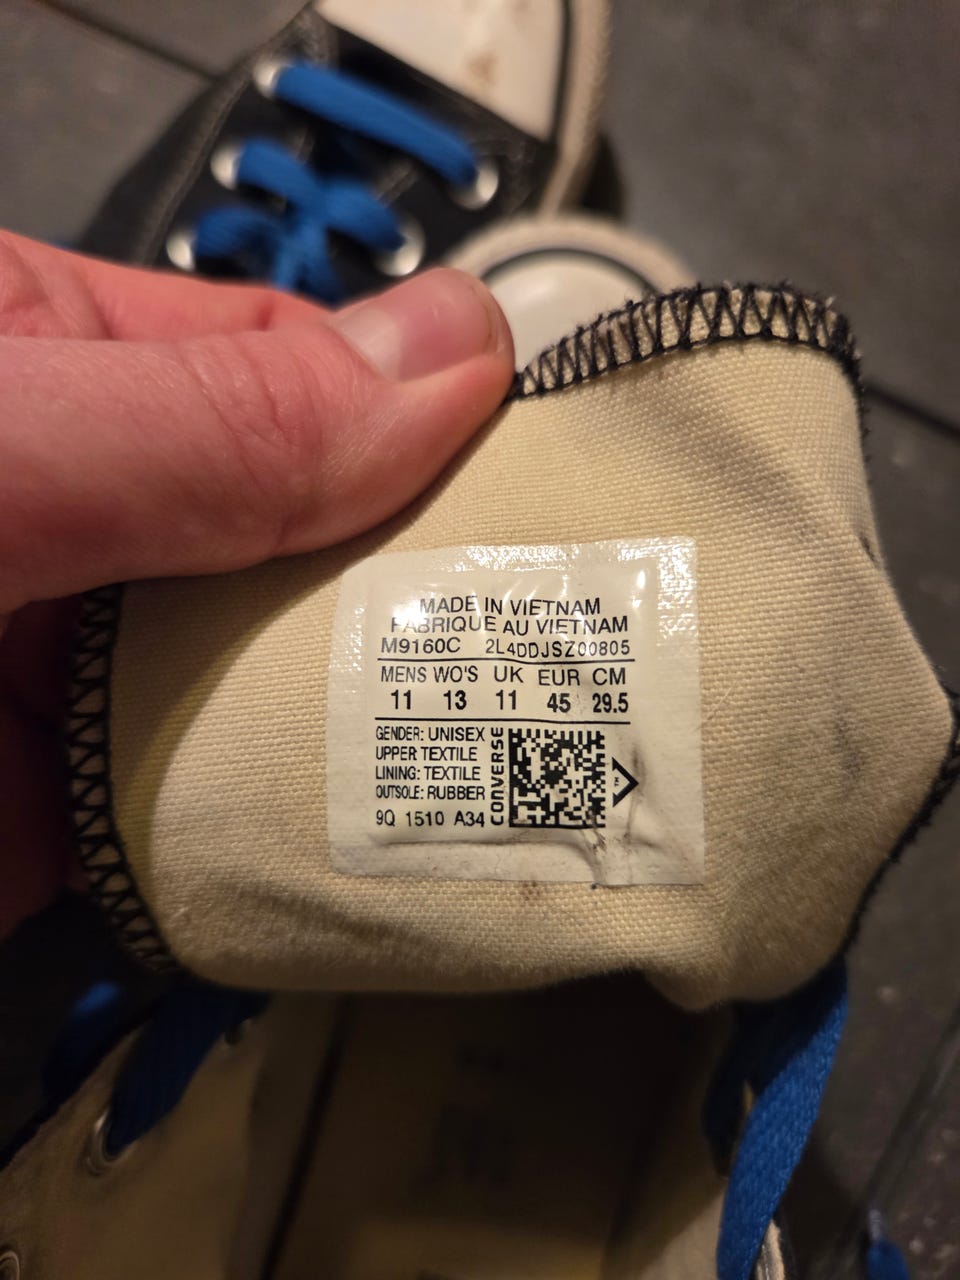 MADE IN VIETNAM
FABRIQUE AU VIETNAM
M9160C 2L4DDJSZ00805
MENS WO'S UK EUR CM
11 13 11 45 29.5
GENDER: UNISEX
UPPER TEXTILE
LINING: TEXTILE
OUTSOLE: RUBBER
9Q 1510 A34
CONVERSE
TM